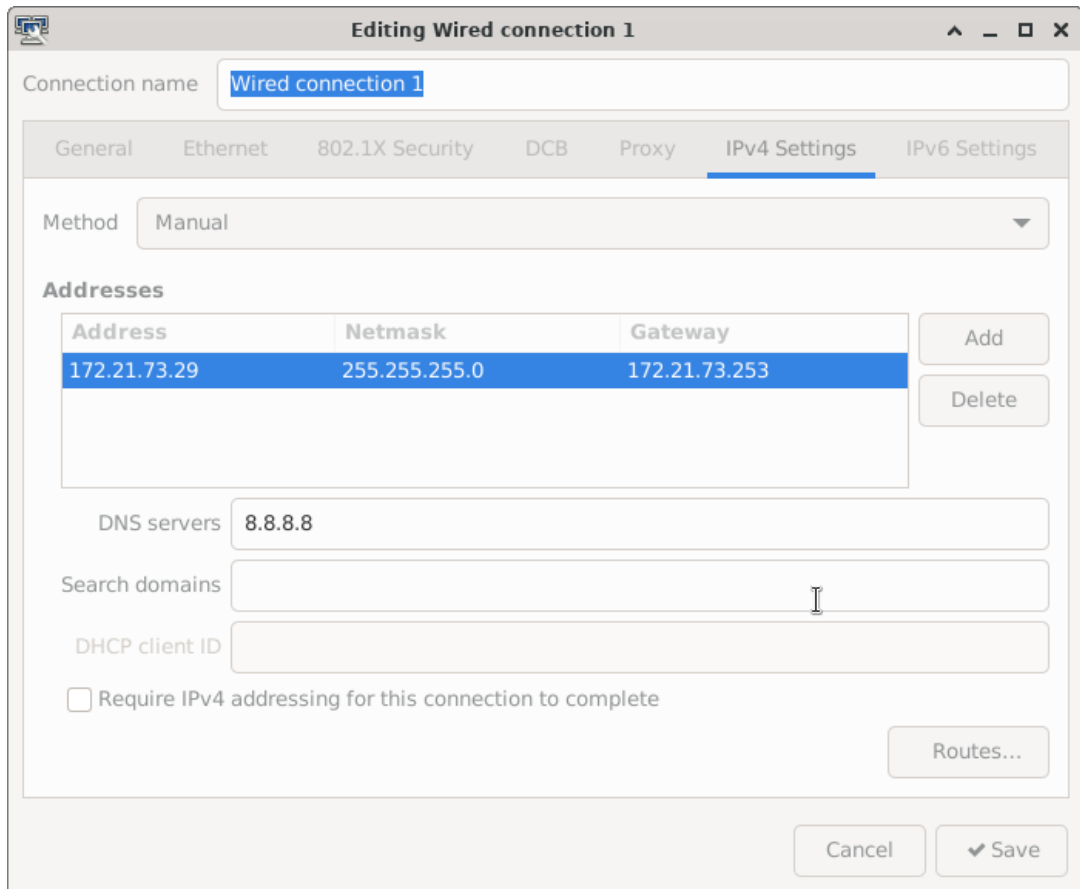 Editing Wired connection 1
Connection name Wired connection 1
General Ethernet 802.1X Security DCB Proxy IPv4 Settings IPv6 Settings
Method Manual
Addresses
Address Netmask Gateway
172.21.73.29 255.255.255.0 172.21.73.253
Add
Delete
DNS servers 8.8.8.8
Search domains
DHCP client ID
Require IPv4 addressing for this connection to complete
Routes...
Cancel Save